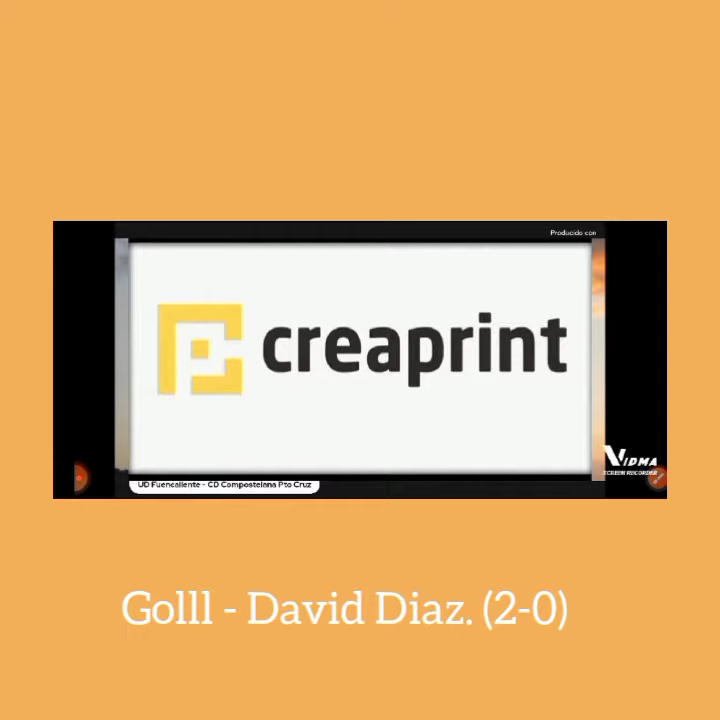 Producido con
creaprint
VIDMA
SCREEN RECORDER
UD Fuencaliente - CD Compostelana Pto Cruz
Golll - David Diaz. (2-0)